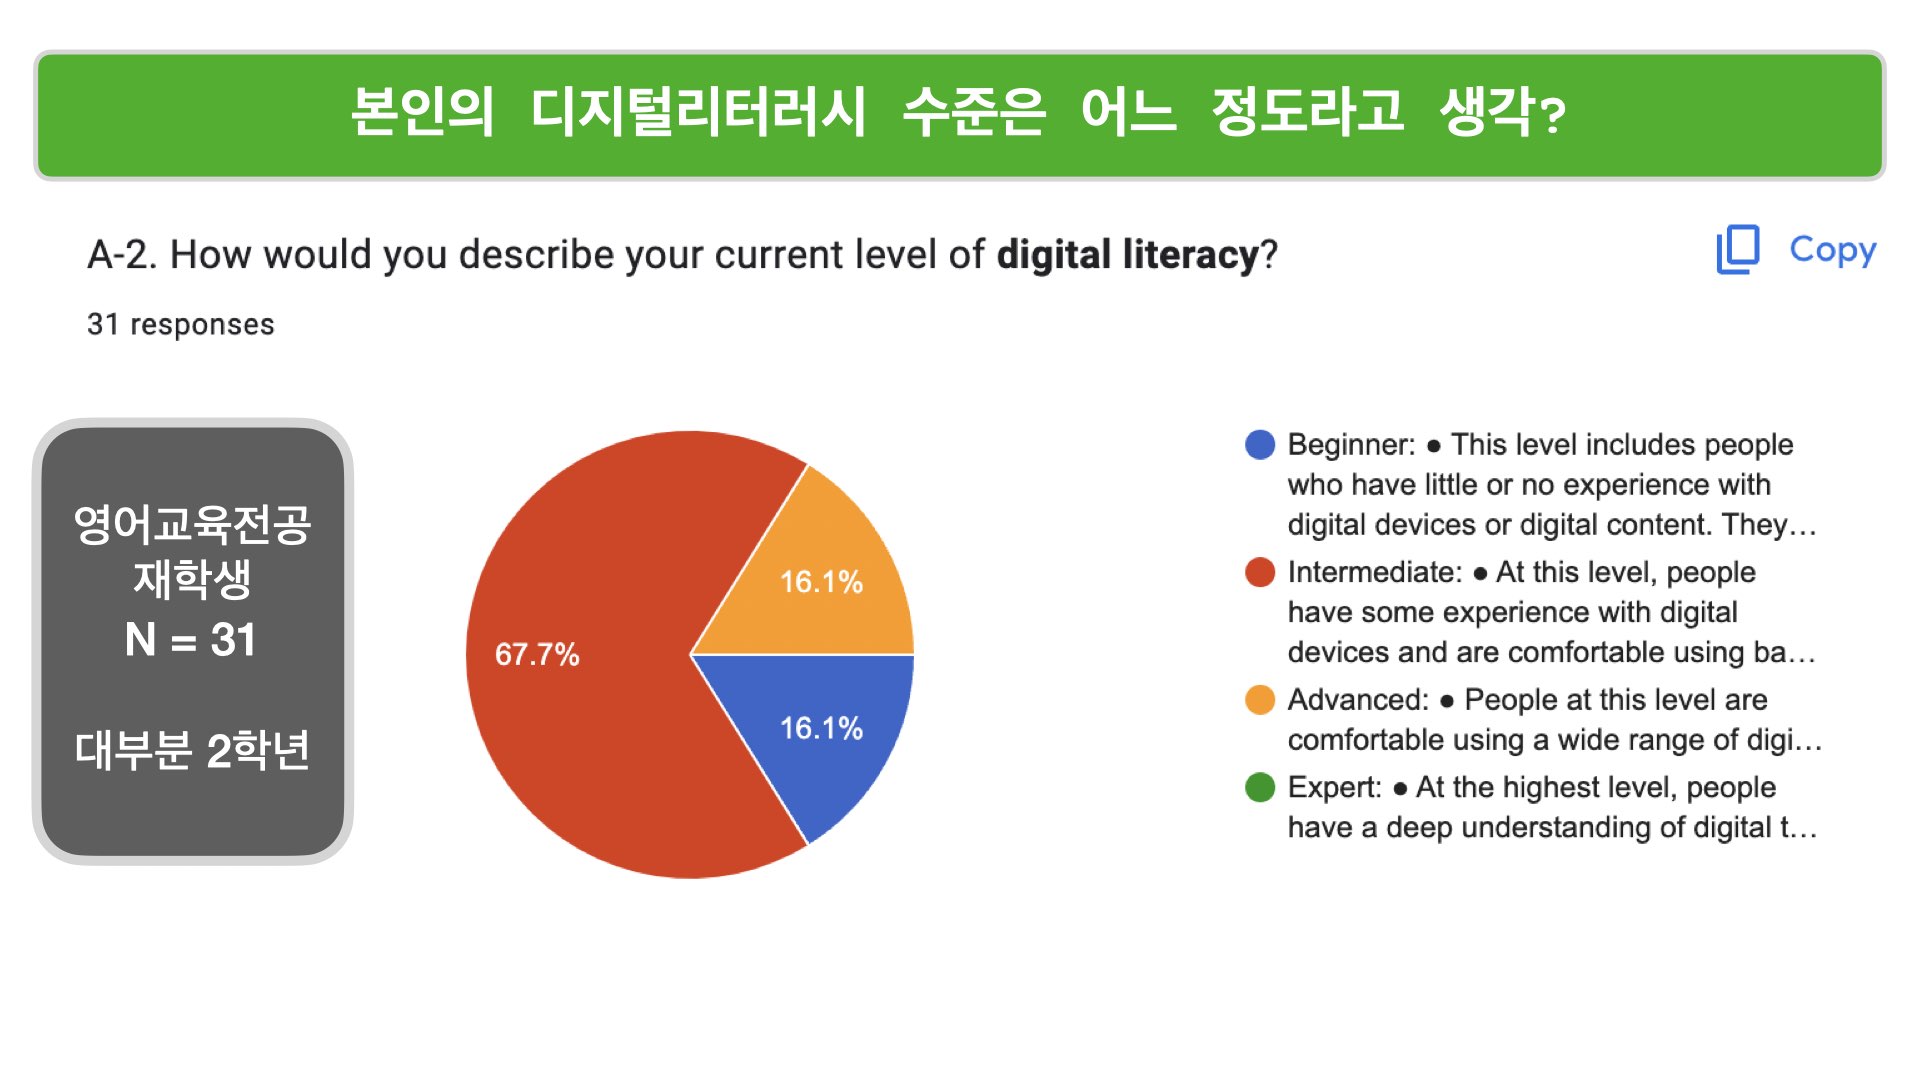 본인의 디지털리터러시 수준은 어느 정도라고 생각?
A-2. How would you describe your current level of digital literacy?
Copy
31 responses
영어교육전공
재학생
N = 31
대부분 2학년
67.7%
16.1%
16.1%
Beginner: ● This level includes people
who have little or no experience with
digital devices or digital content. They…
Intermediate: ● At this level, people
have some experience with digital
devices and are comfortable using ba…
Advanced: ● People at this level are
comfortable using a wide range of digi…
Expert: ● At the highest level, people
have a deep understanding of digital t…